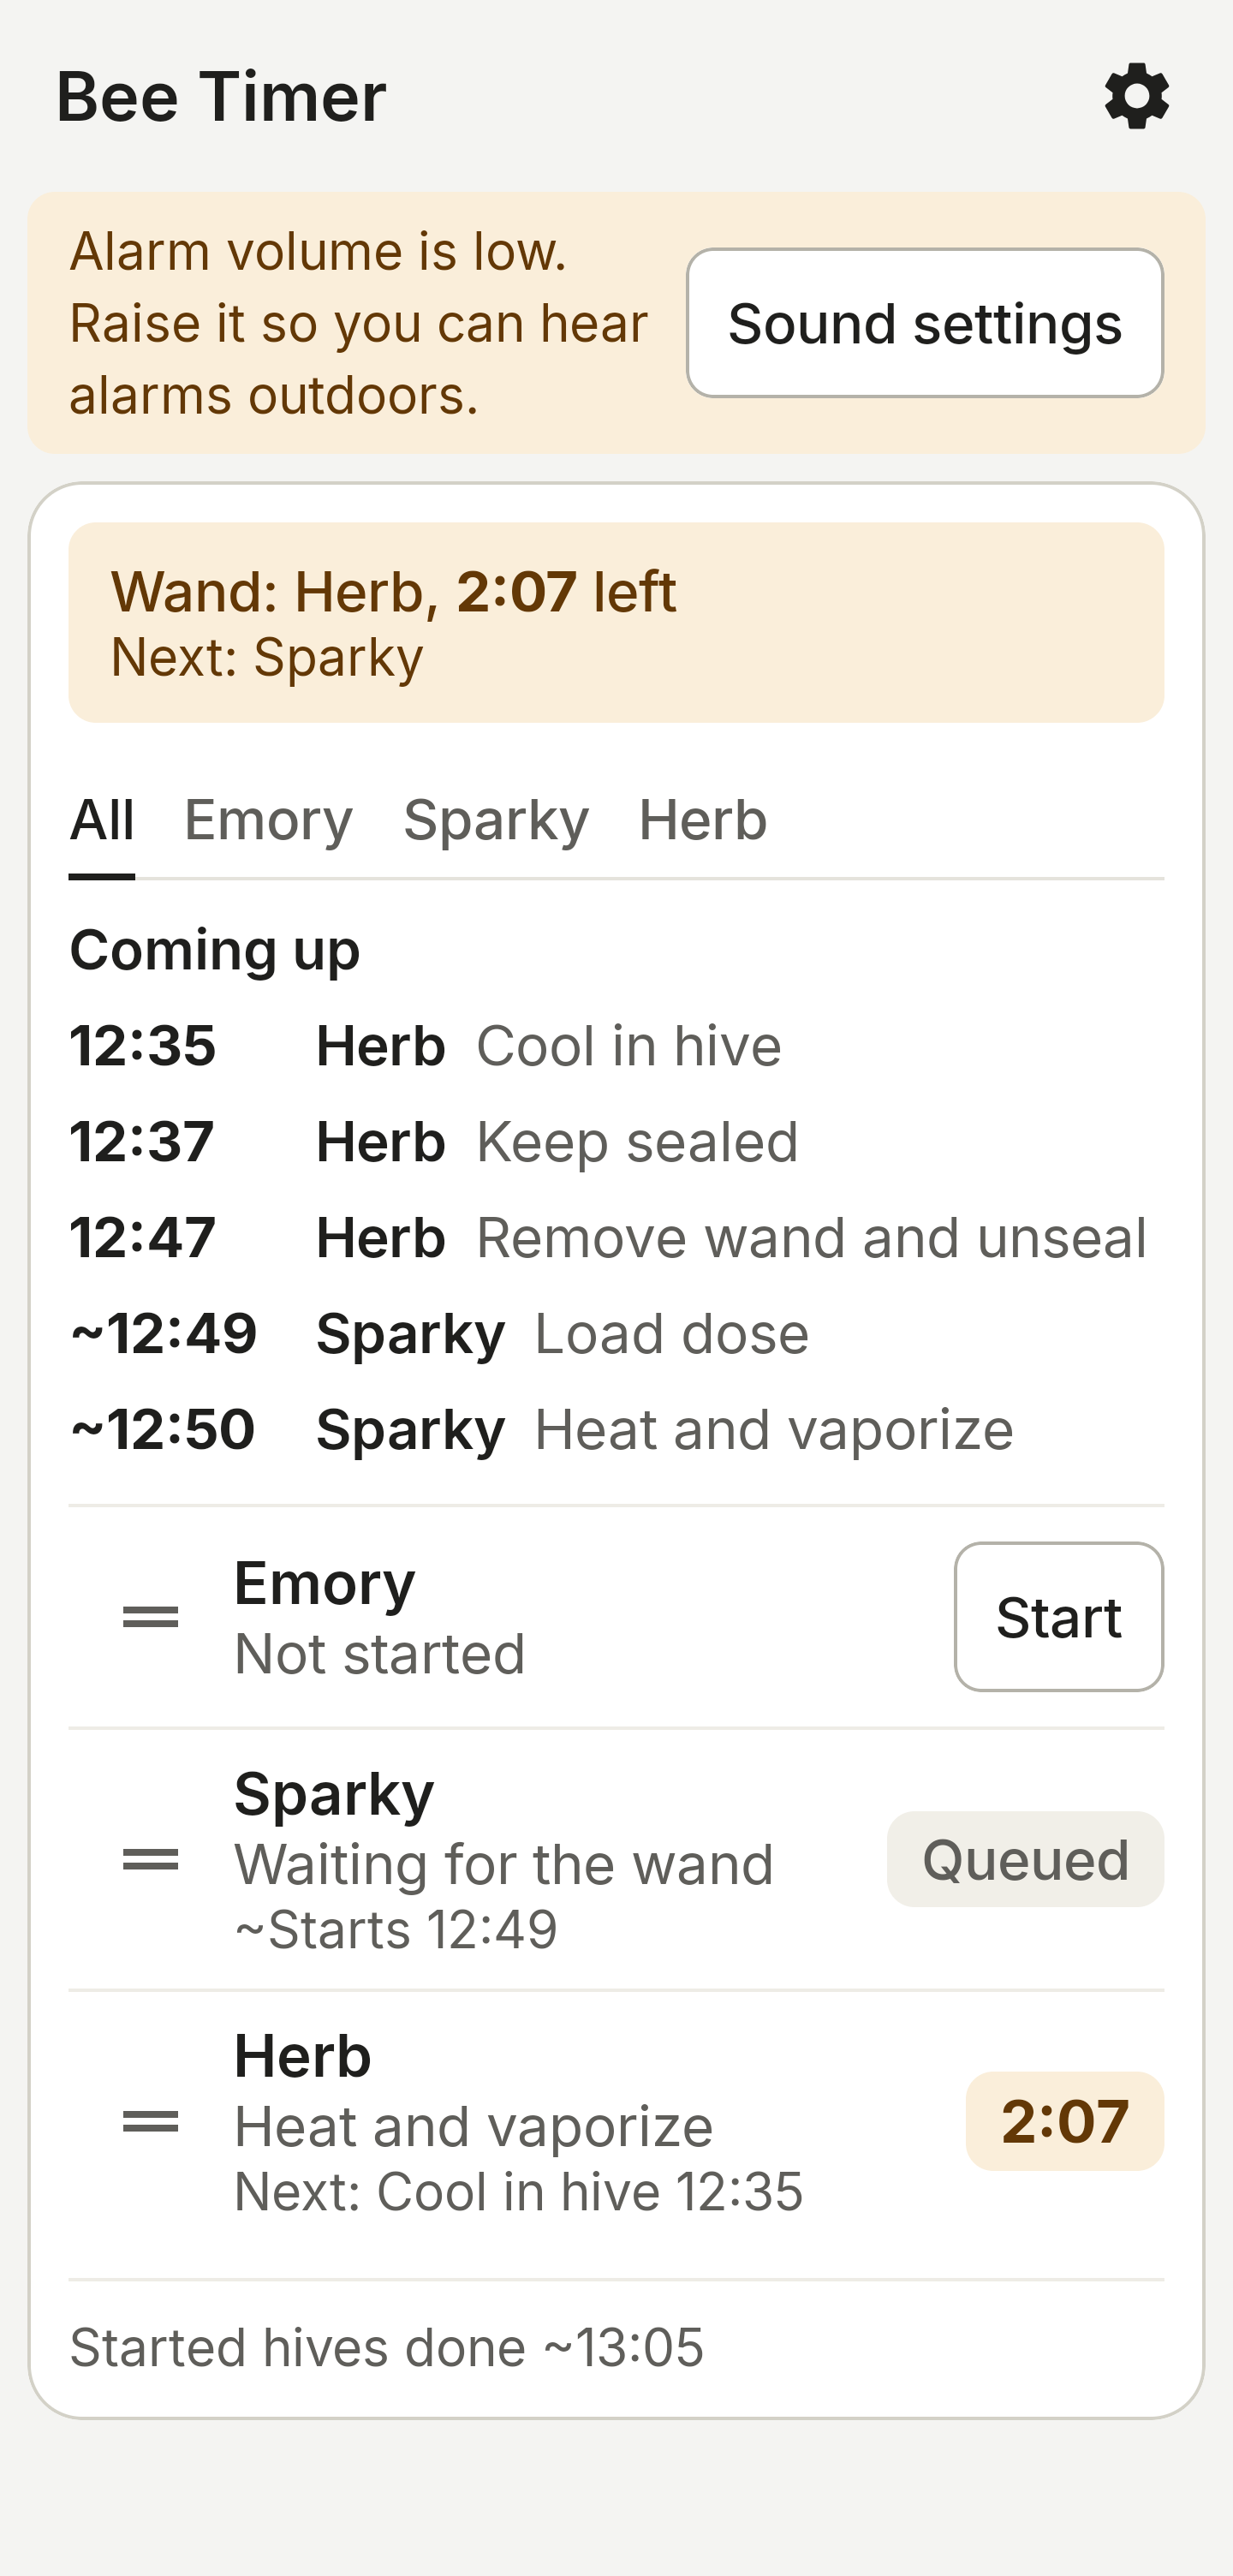 Bee Timer
Alarm volume is low.
Raise it so you can hear
alarms outdoors.
Sound settings
Wand: Herb, 2:07 left
Next: Sparky
All Emory Sparky Herb
Coming up
12:35 Herb Cool in hive
12:37 Herb Keep sealed
12:47 Herb Remove wand and unseal
~12:49 Sparky Load dose
~12:50 Sparky Heat and vaporize
Emory
Not started
Start
Sparky
Waiting for the wand
~Starts 12:49
Queued
Herb
Heat and vaporize
Next: Cool in hive 12:35
2:07
Started hives done ~13:05